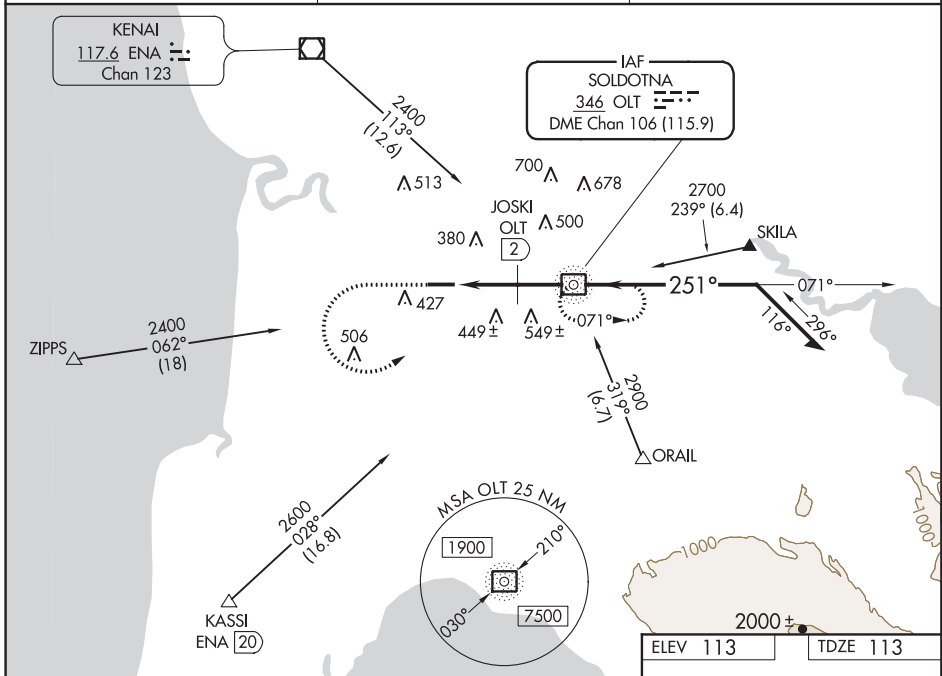 KENAI
117.6 ENA
Chan 123
IAF
SOLDOTNA
346 OLT
DME Chan 106 (115.9)
2400
113°
(12.6)
513
700
678
500
380
JOSKI
OLT
2
2700
239° (6.4)
SKILA
251°
071°
116°
296°
427
449±
549±
071°
506
ZIPPS
2400
062°
(18)
2900
319°
(6.7)
ORAIL
2600
028°
(16.8)
KASSI
ENA 20
MSA OLT 25 NM
1900
210°
030°
7500
1000
1000
2000±
ELEV 113
TDZE 113